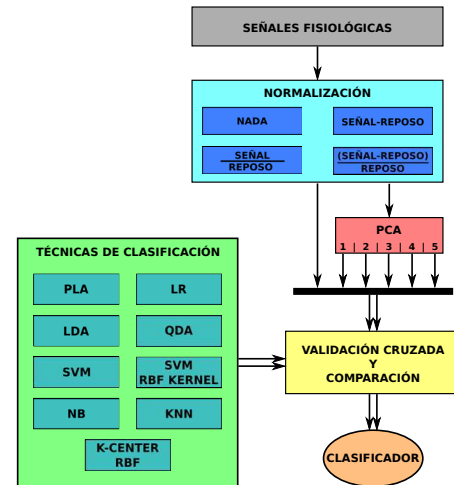 SEÑALES FISIOLÓGICAS
NORMALIZACIÓN
NADA
SEÑAL-REPOSO
SEÑAL
REPOSO
(SEÑAL-REPOSO)
REPOSO
PCA
1 | 2 | 3 | 4 | 5
TÉCNICAS DE CLASIFICACIÓN
PLA
LR
LDA
QDA
SVM
SVM
RBF KERNEL
NB
KNN
K-CENTER
RBF
VALIDACIÓN CRUZADA
Y
COMPARACIÓN
CLASIFICADOR